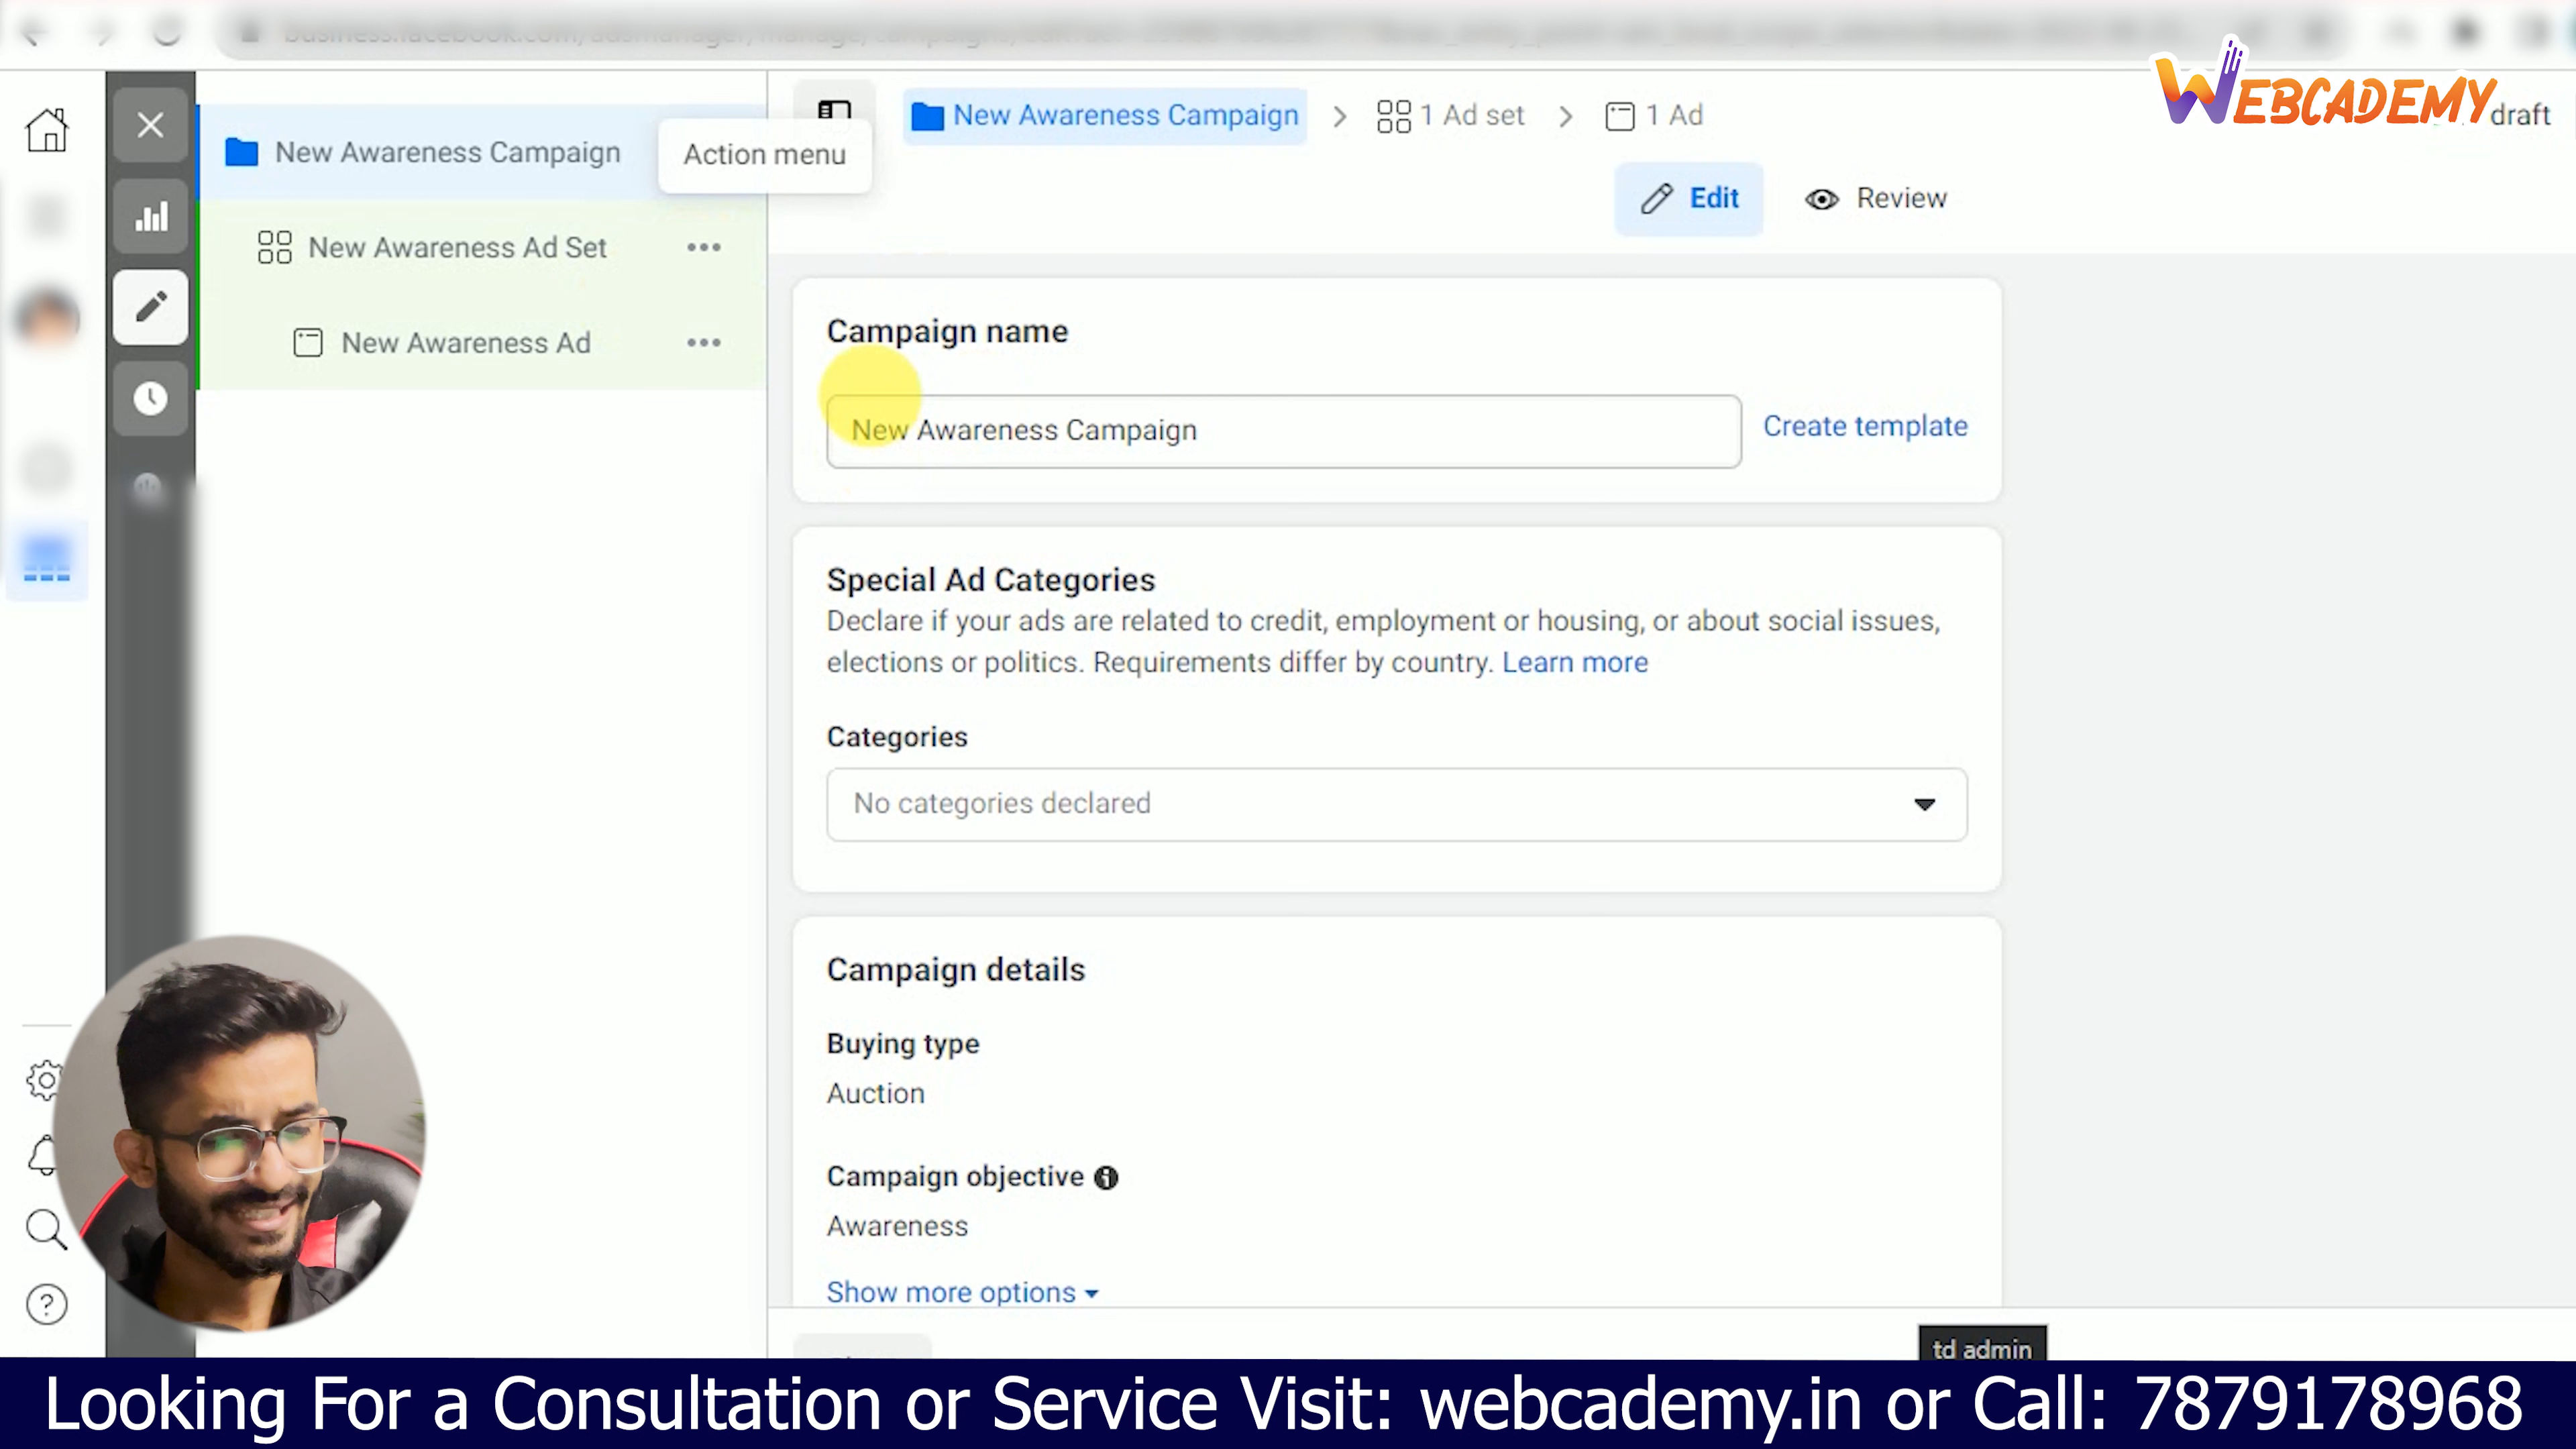 New Awareness Campaign
Action menu
New Awareness Ad Set
New Awareness Ad
New Awareness Campaign
1 Ad set
1 Ad
WEBCADEMY
draft
Edit
Review
Campaign name
New Awareness Campaign
Create template
Special Ad Categories
Declare if your ads are related to credit, employment or housing, or about social issues,
elections or politics. Requirements differ by country. Learn more
Categories
No categories declared
Campaign details
Buying type
Auction
Campaign objective
Awareness
Show more options
td admin
Looking For a Consultation or Service Visit: webcademy.in or Call: 7879178968